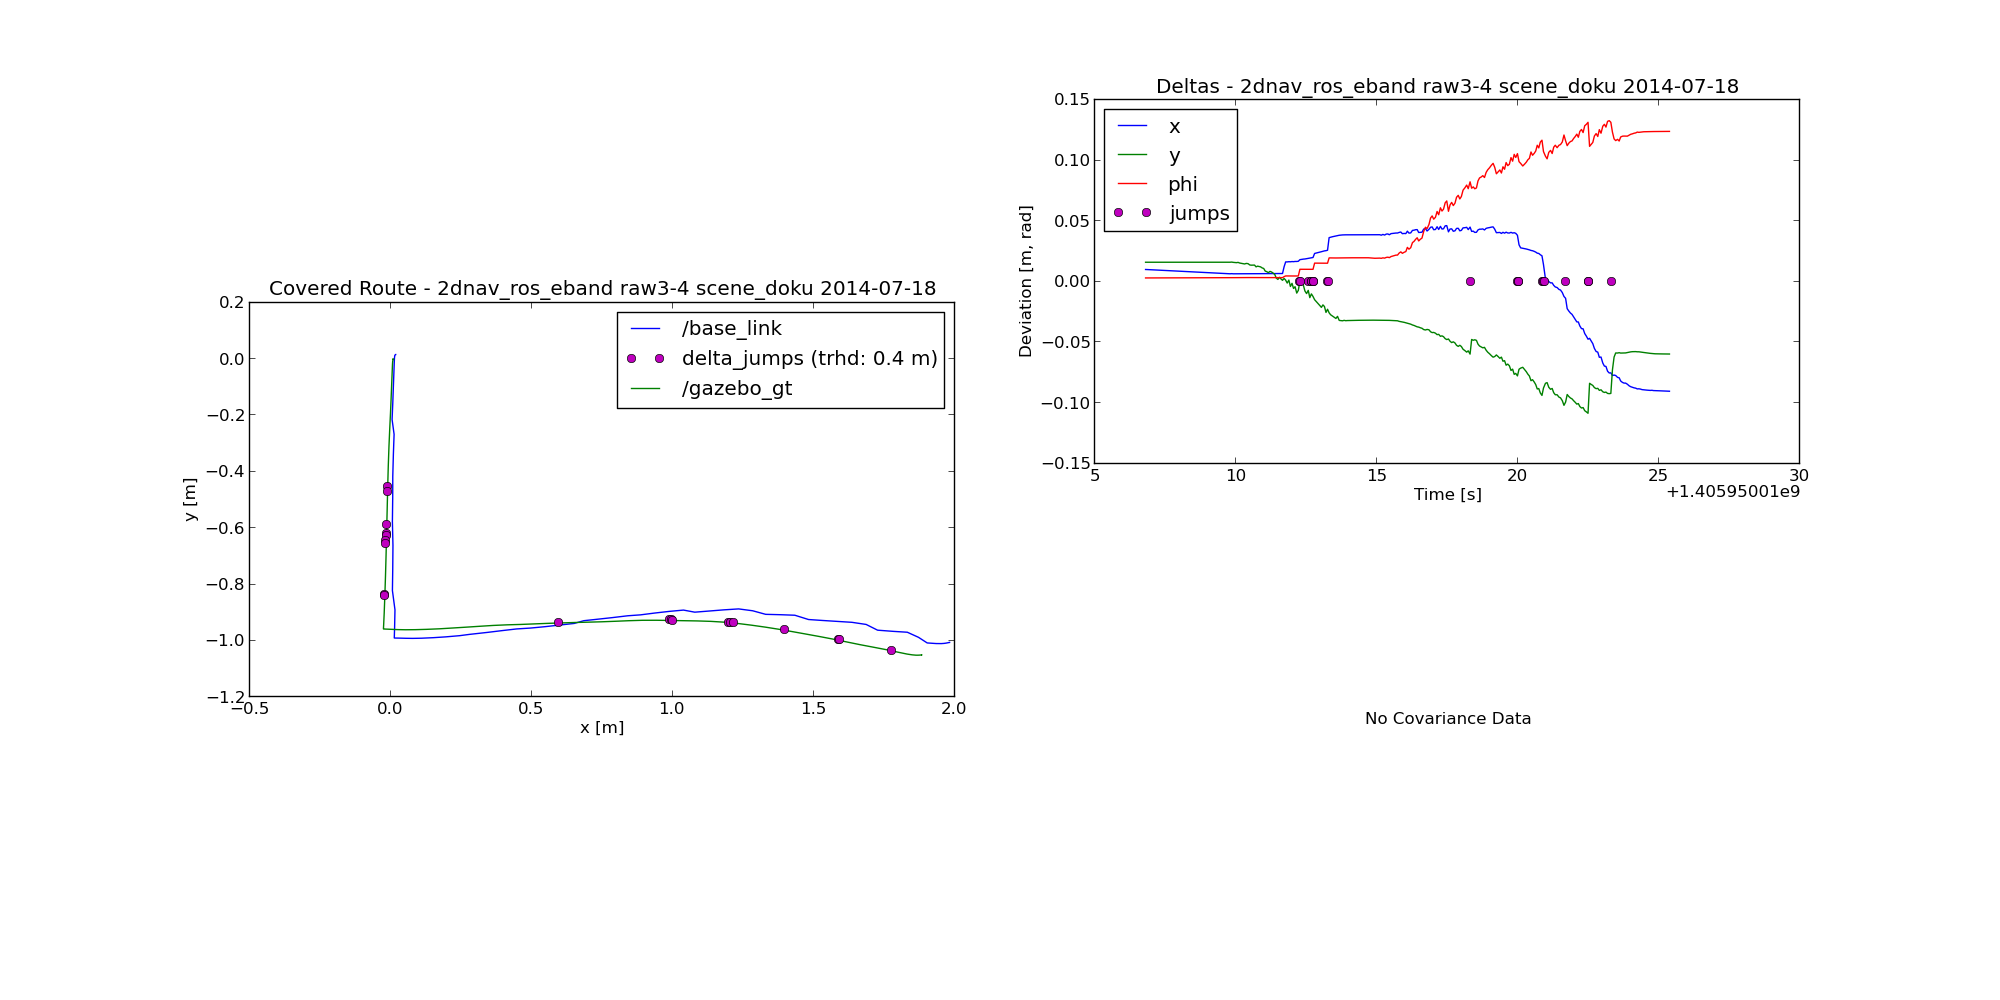 Covered Route - 2dnav_ros_eband raw3-4 scene_doku 2014-07-18
/base_link
delta_jumps (trhd: 0.4 m)
/gazebo_gt
0.2
0.0
−0.2
−0.4
−0.6
−0.8
−1.0
−1.2
y [m]
−0.5
0.0
0.5
1.0
1.5
2.0
x [m]
Deltas - 2dnav_ros_eband raw3-4 scene_doku 2014-07-18
x
y
phi
jumps
0.15
0.10
0.05
0.00
−0.05
−0.10
−0.15
Deviation [m, rad]
5
10
15
20
25
30
Time [s]
+1.40595001e9
No Covariance Data